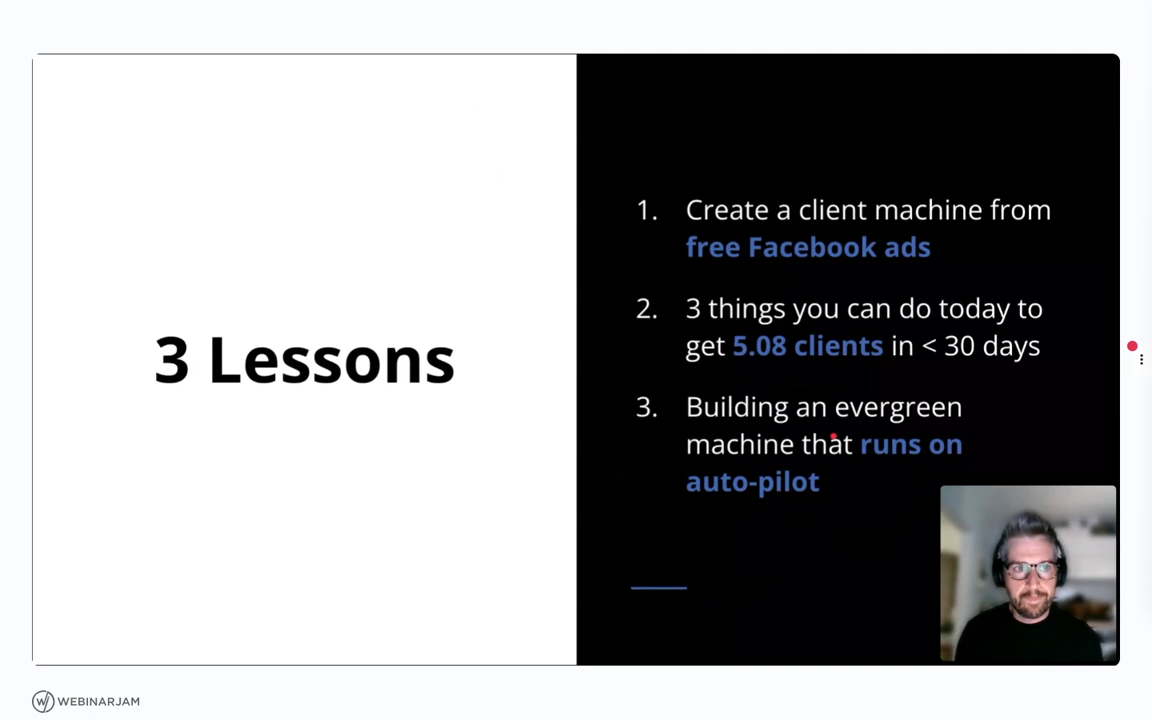 3 Lessons
1. Create a client machine from
free Facebook ads
2. 3 things you can do today to
get 5.08 clients in < 30 days
3. Building an evergreen
machine that runs on
auto-pilot
WEBINARJAM